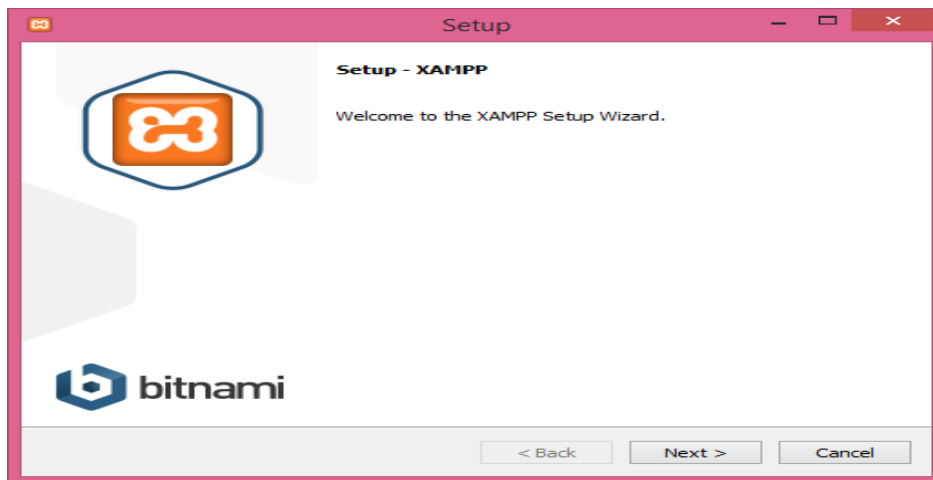 Setup
Setup - XAMPP
Welcome to the XAMPP Setup Wizard.
bitnami
< Back Next > Cancel